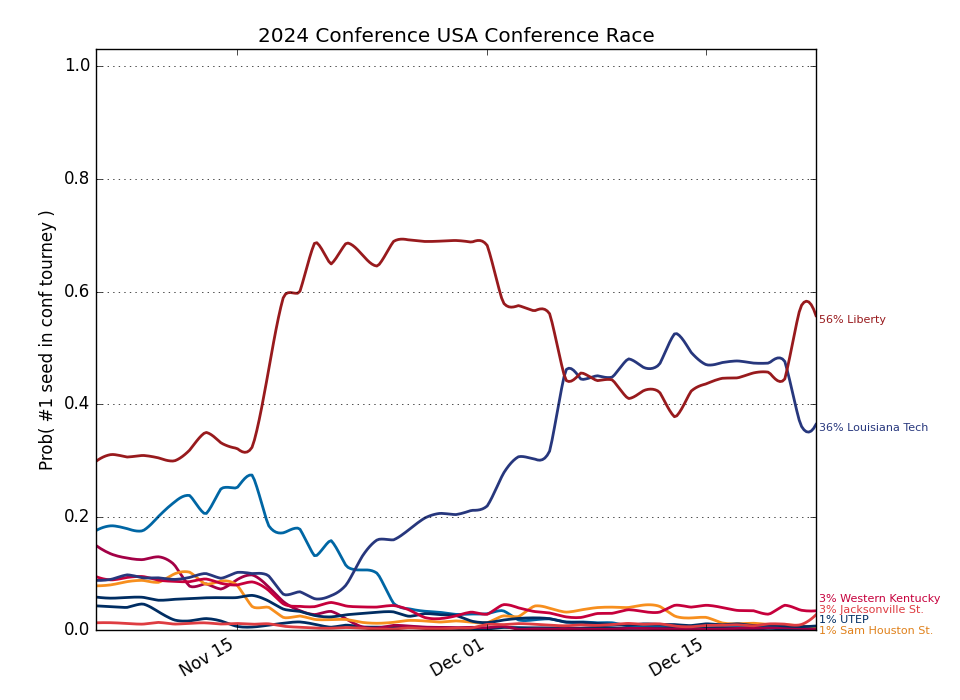 2024 Conference USA Conference Race
Prob( #1 seed in conf tourney )
1.0
0.8
0.6
0.4
0.2
0.0
Nov 15
Dec 01
Dec 15
56% Liberty
36% Louisiana Tech
3% Western Kentucky
3% Jacksonville St.
1% UTEP
1% Sam Houston St.